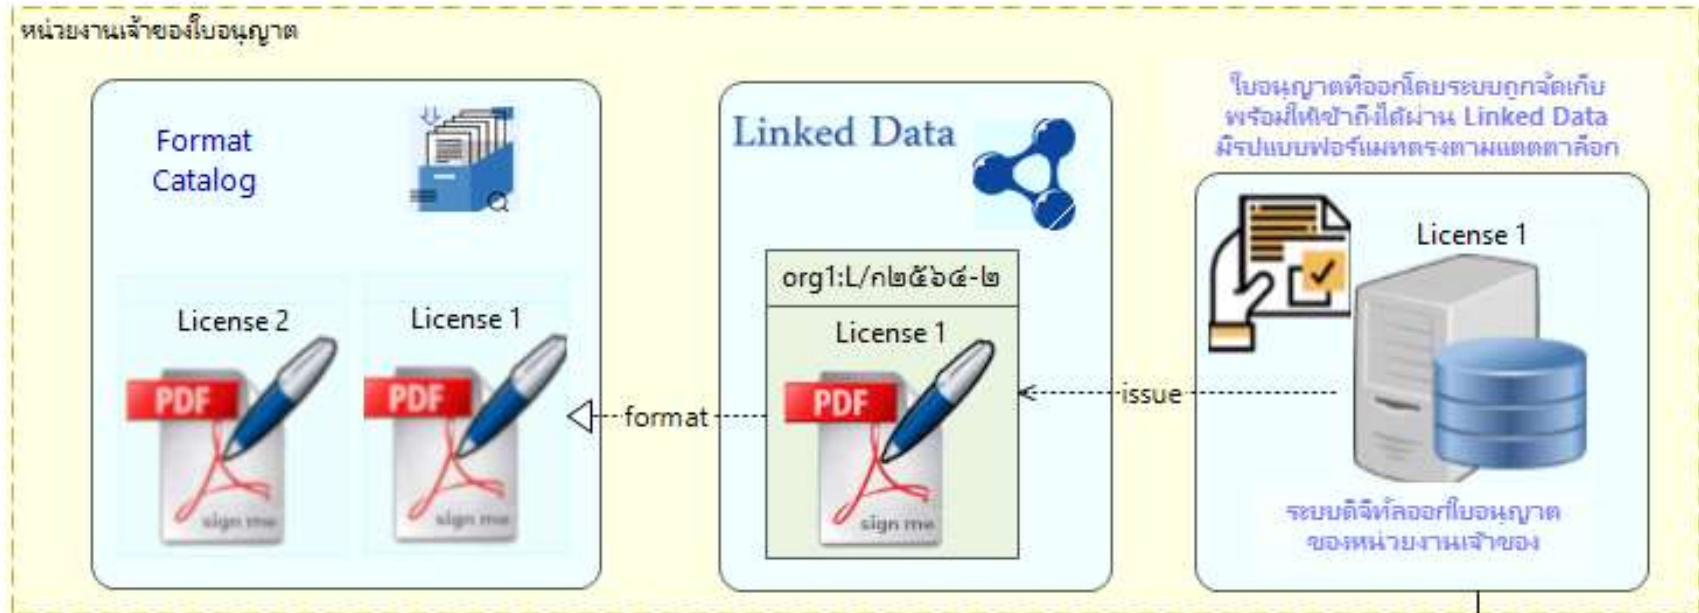 หน่วยงานเจ้าของใบอนุญาต
Format
Catalog
License 2
License 1
PDF
PDF
sign me
sign me
format
Linked Data
org1:L/ก๒๕๖๔-๒
License 1
PDF
sign me
issue
ใบอนุญาตที่ออกโดยระบบถูกจัดเก็บ
พร้อมให้เข้าถึงได้ผ่าน Linked Data
มีรูปแบบฟอร์แมทตรงตามแตตตาล็อก
License 1
ระบบดิจิทัลออกใบอนุญาต
ของหน่วยงานเจ้าของ